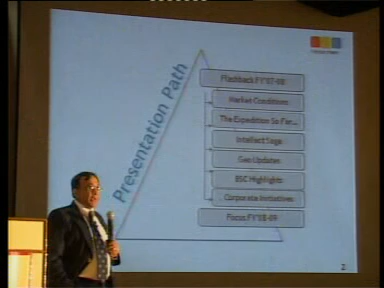 Presentation Path
Flashback FY'07-08
Market Conditions
The Expedition So Far...
Intellect Saga
Geo Updates
BSC Highlights
Corporate Initiatives
Focus FY'08-09
2